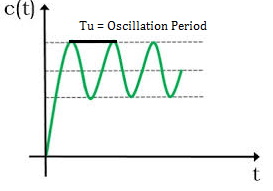 c(t)
Tu = Oscillation Period
t